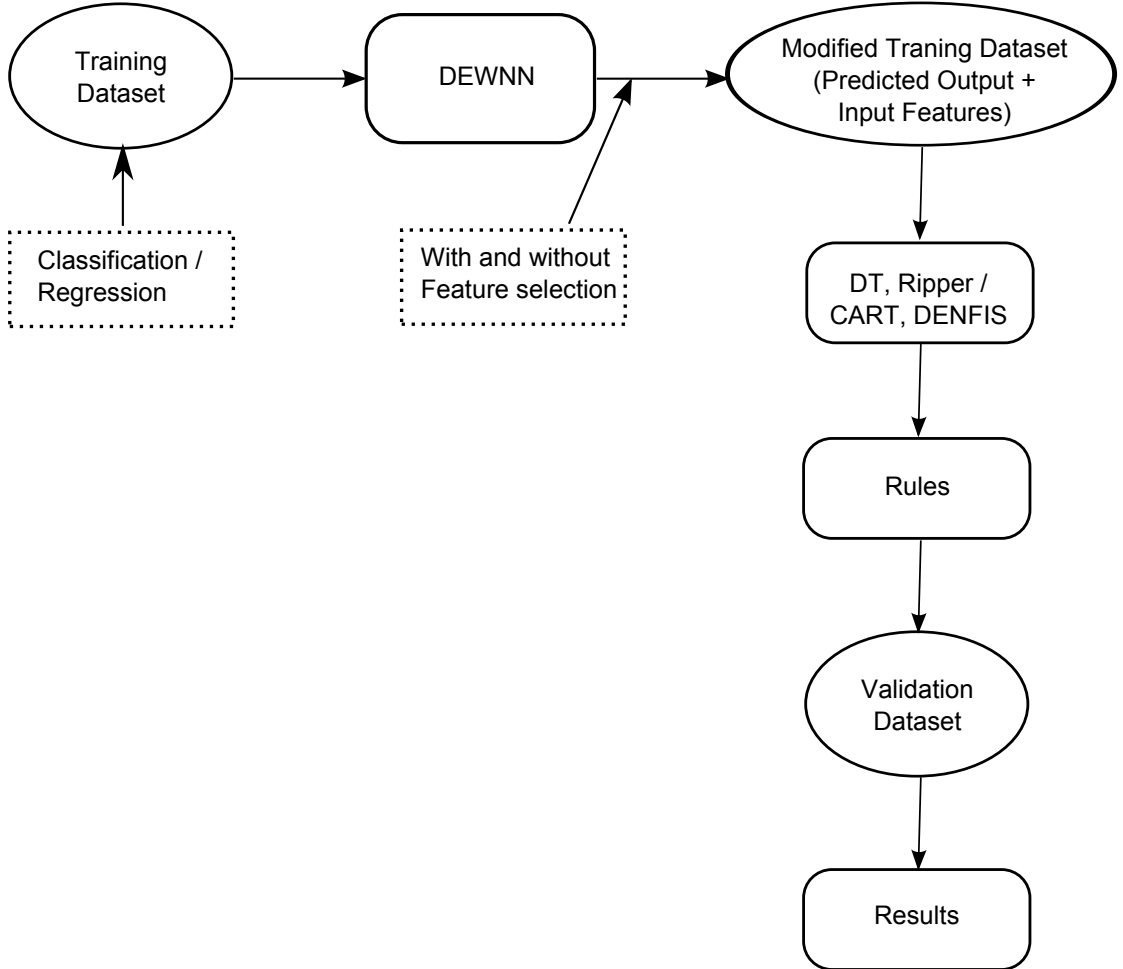 Training
Dataset
DEWNN
Modified Traning Dataset
(Predicted Output +
Input Features)
Classification /
Regression
With and without
Feature selection
DT, Ripper /
CART, DENFIS
Rules
Validation
Dataset
Results